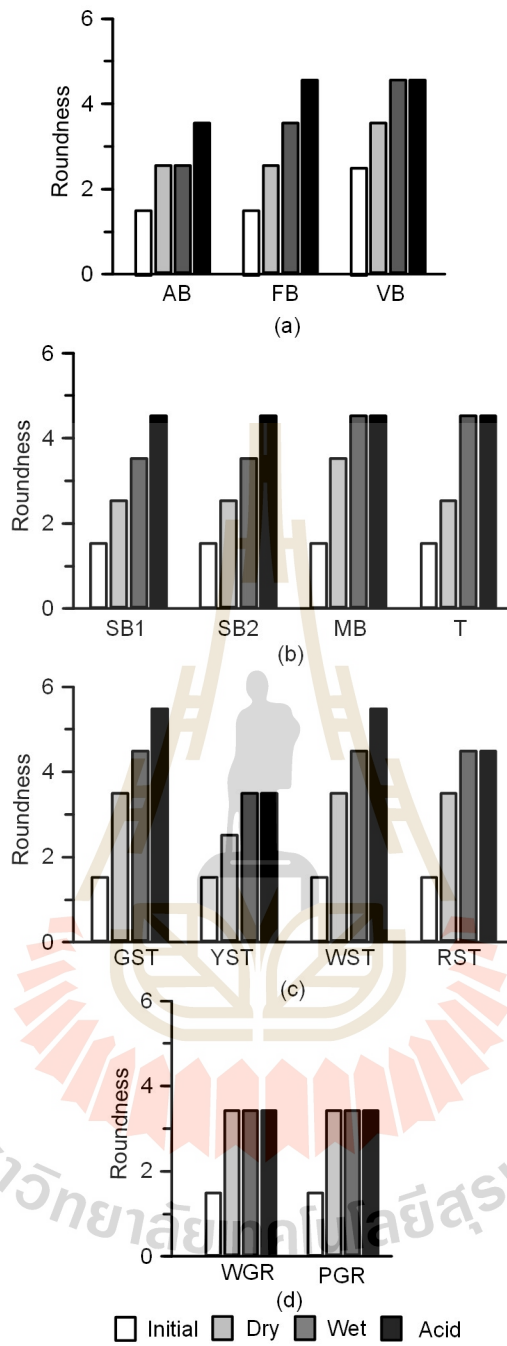 6
4
2
0
Roundness
AB FB VB
(a)
6
4
2
0
Roundness
SB1 SB2 MB T
(b)
6
4
2
0
Roundness
GST YST WST RST
(c)
6
4
2
0
Roundness
WGR PGR
(d)
Initial Dry Wet Acid